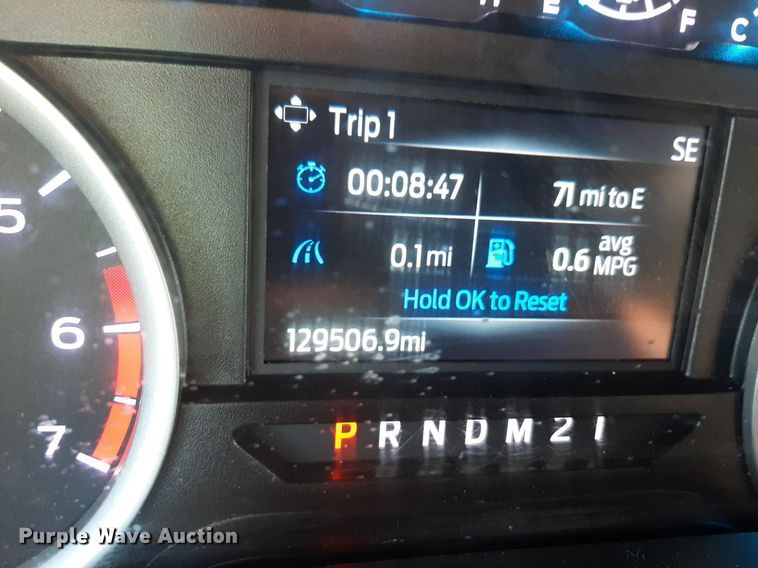 H E F C
Trip 1
SE
00:08:47
71 mi to E
0.1 mi
0.6 avg MPG
Hold OK to Reset
129506.9mi
5
6
7
P R N D M 2 1
Purple Wave Auction